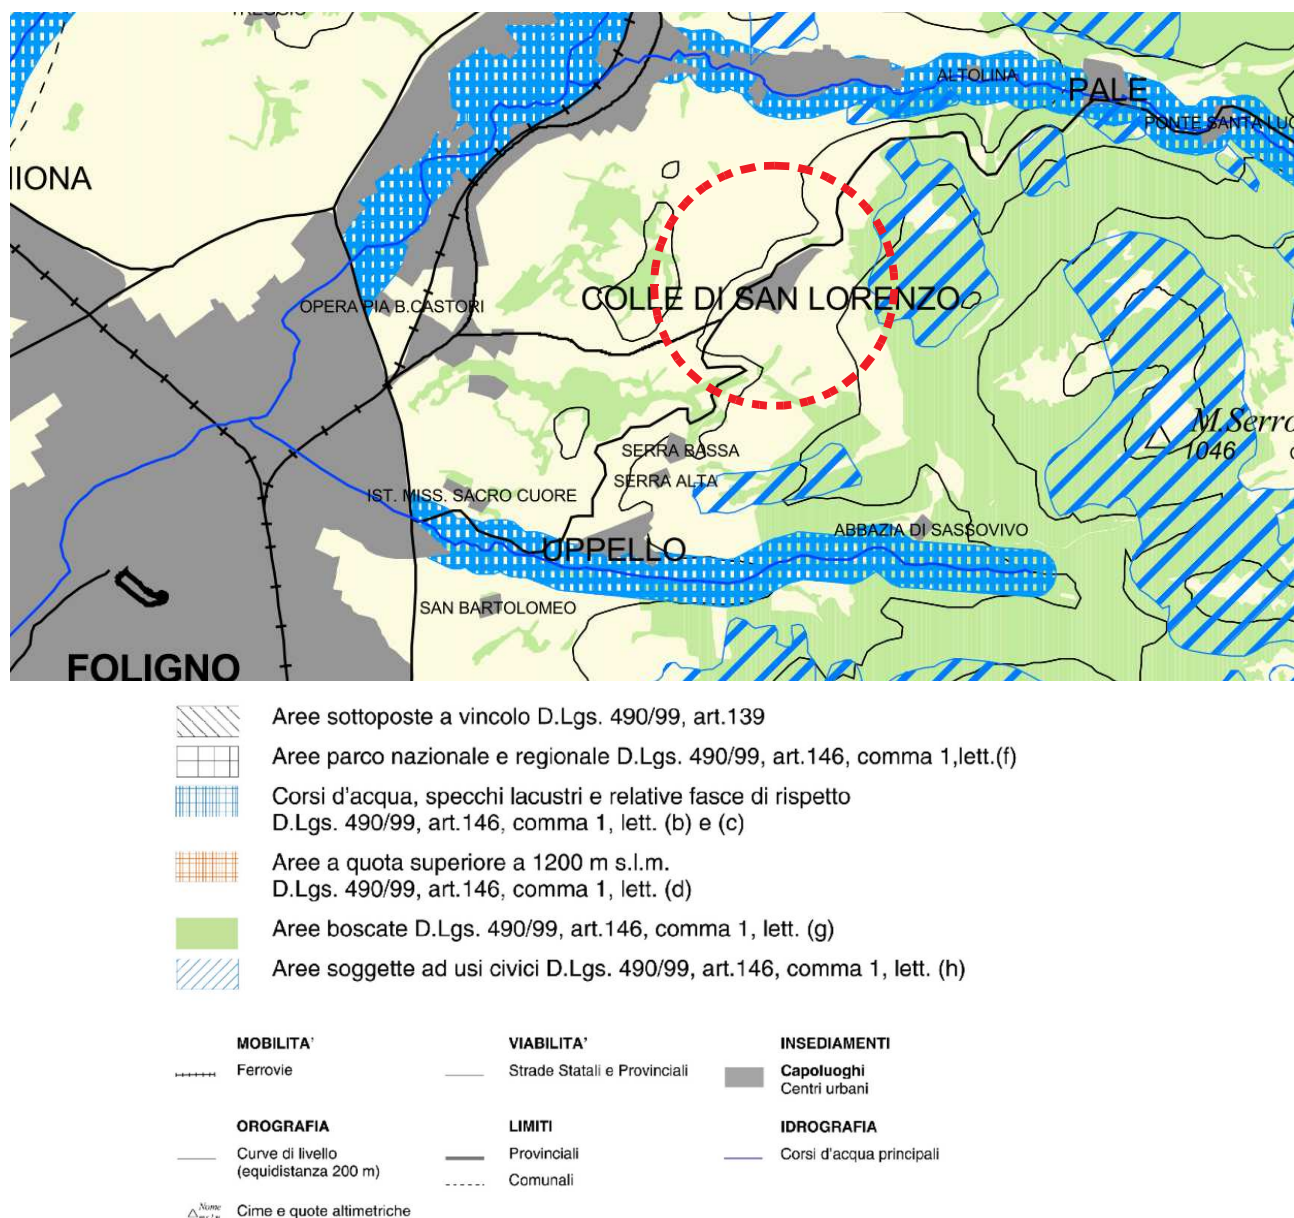 ALTOLINA
PALE
PONTE SANTA LUC
IIONA
OPERA PIA B.CASTORI
COLLE DI SAN LORENZO
M.Serro
1046
SERRA BASSA
SERRA ALTA
IST. MISS. SACRO CUORE
ABBAZIA DI SASSOVIVO
UPPELLO
SAN BARTOLOMEO
FOLIGNO
Aree sottoposte a vincolo D.Lgs. 490/99, art.139
Aree parco nazionale e regionale D.Lgs. 490/99, art.146, comma 1,lett.(f)
Corsi d'acqua, specchi lacustri e relative fasce di rispetto
D.Lgs. 490/99, art.146, comma 1, lett. (b) e (c)
Aree a quota superiore a 1200 m s.l.m.
D.Lgs. 490/99, art.146, comma 1, lett. (d)
Aree boscate D.Lgs. 490/99, art.146, comma 1, lett. (g)
Aree soggette ad usi civici D.Lgs. 490/99, art.146, comma 1, lett. (h)
MOBILITA'
Ferrovie
VIABILITA'
Strade Statali e Provinciali
INSEDIAMENTI
Capoluoghi
Centri urbani
OROGRAFIA
Curve di livello
(equidistanza 200 m)
LIMITI
Provinciali
Comunali
IDROGRAFIA
Corsi d'acqua principali
Nome
Cime e quote altimetriche